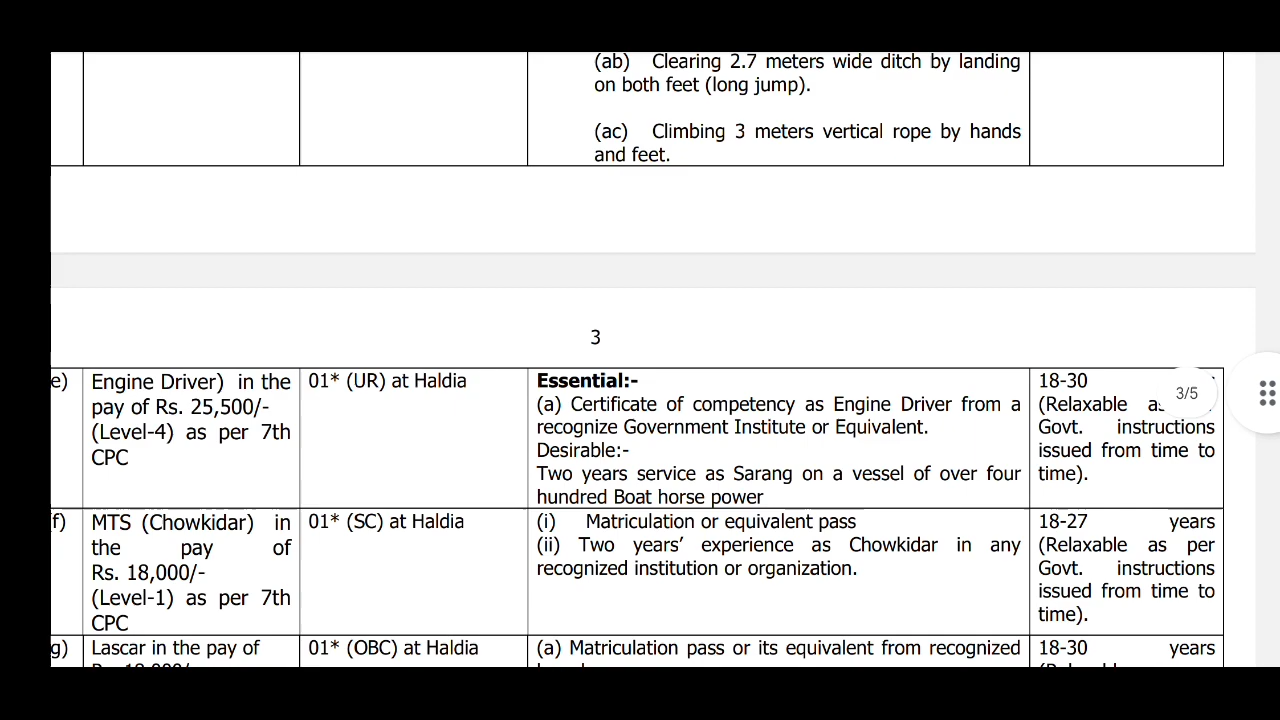 (ab) Clearing 2.7 meters wide ditch by landing
on both feet (long jump).
(ac) Climbing 3 meters vertical rope by hands
and feet.
3
e)
Engine Driver) in the
pay of Rs. 25,500/-
(Level-4) as per 7th
CPC
01* (UR) at Haldia
Essential:-
(a) Certificate of competency as Engine Driver from a
recognize Government Institute or Equivalent.
Desirable:-
Two years service as Sarang on a vessel of over four
hundred Boat horse power
18-30
(Relaxable as
Govt. instructions
issued from time to
time).
3/5
f)
MTS (Chowkidar) in
the pay of
Rs. 18,000/-
(Level-1) as per 7th
CPC
01* (SC) at Haldia
(i) Matriculation or equivalent pass
(ii) Two years' experience as Chowkidar in any
recognized institution or organization.
18-27 years
(Relaxable as per
Govt. instructions
issued from time to
time).
g)
Lascar in the pay of
01* (OBC) at Haldia
(a) Matriculation pass or its equivalent from recognized
18-30 years